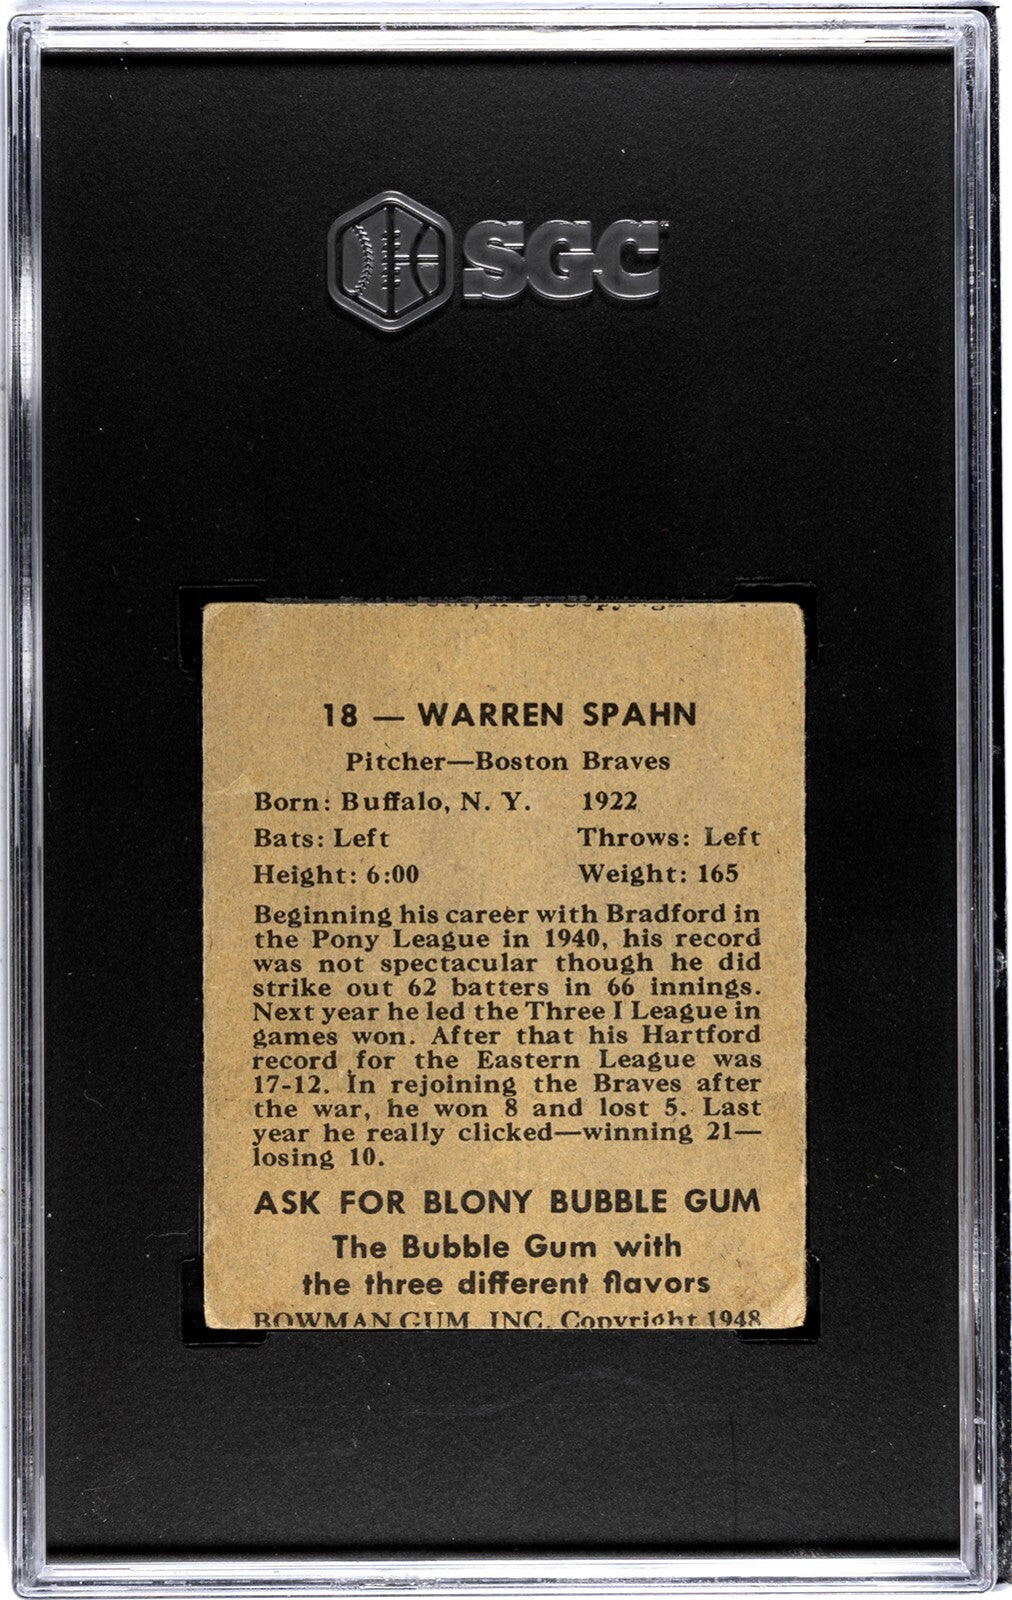 SGC
Copyrigh
18 — WARREN SPAHN
Pitcher—Boston Braves
Born: Buffalo, N. Y. 1922
Bats: Left Throws: Left
Height: 6:00 Weight: 165
Beginning his career with Bradford in
the Pony League in 1940, his record
was not spectacular though he did
strike out 62 batters in 66 innings.
Next year he led the Three I League in
games won. After that his Hartford
record for the Eastern League was
17-12. In rejoining the Braves after
the war, he won 8 and lost 5. Last
year he really clicked—winning 21—
losing 10.
ASK FOR BLONY BUBBLE GUM
The Bubble Gum with
the three different flavors
BOWMAN GUM, INC. Copyright 1948